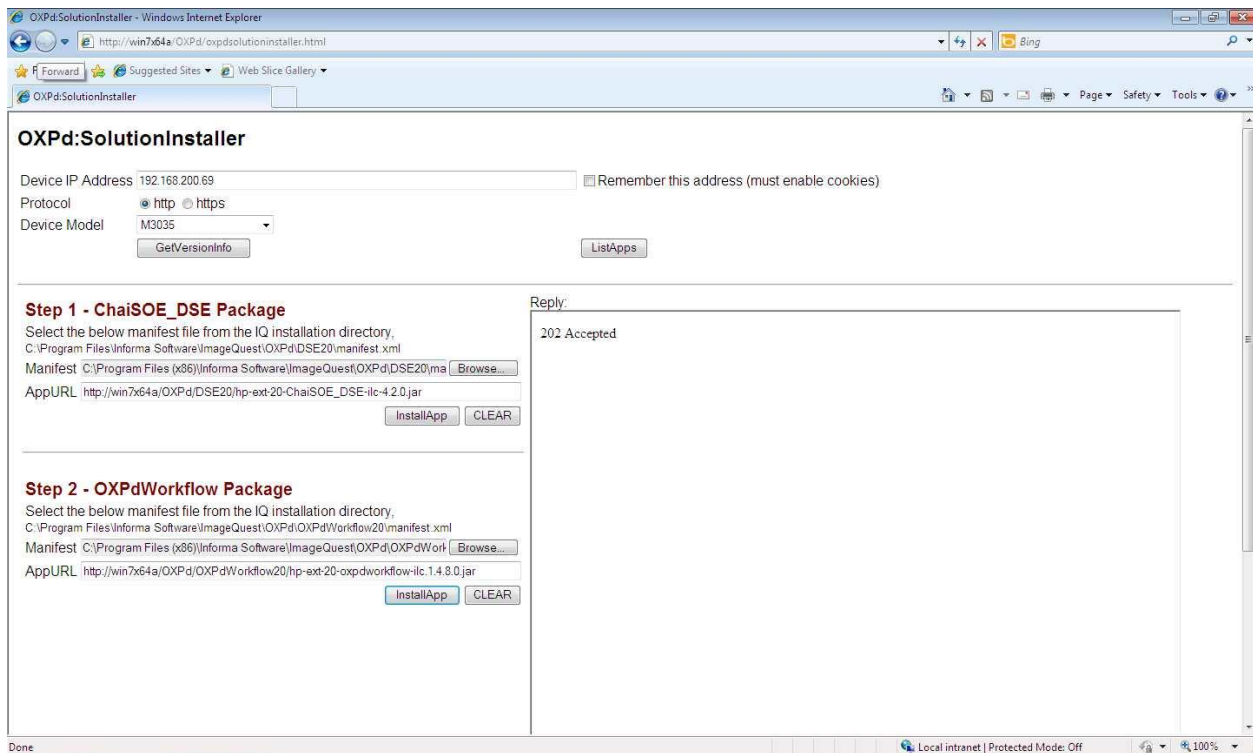 OXPd:SolutionInstaller - Windows Internet Explorer
http://win7x64a/OXPd/oxpdsolutioninstaller.html
Bing
F Forward Suggested Sites Web Slice Gallery
OXPd:SolutionInstaller
Page Safety Tools
OXPd:SolutionInstaller
Device IP Address 192.168.200.69 Remember this address (must enable cookies)
Protocol http https
Device Model M3035
GetVersionInfo ListApps
Step 1 - ChaiSOE_DSE Package
Select the below manifest file from the IQ installation directory,
C:\Program Files\Informa Software\ImageQuest\OXPd\DSE20\manifest.xml
Manifest C:\Program Files (x86)\Informa Software\ImageQuest\OXPd\DSE20\ma Browse...
AppURL http://win7x64a/OXPd/DSE20/hp-ext-20-ChaiSOE_DSE-ilc-4.2.0.jar
InstallApp CLEAR
Step 2 - OXPdWorkflow Package
Select the below manifest file from the IQ installation directory,
C:\Program Files\Informa Software\ImageQuest\OXPd\OXPdWorkflow20\manifest.xml
Manifest C:\Program Files (x86)\Informa Software\ImageQuest\OXPd\OXPdWork Browse...
AppURL http://win7x64a/OXPd/OXPdWorkflow20/hp-ext-20-oxpdworkflow-ilc.1.4.8.0.jar
InstallApp CLEAR
Reply:
202 Accepted
Done
Local intranet | Protected Mode: Off
100%